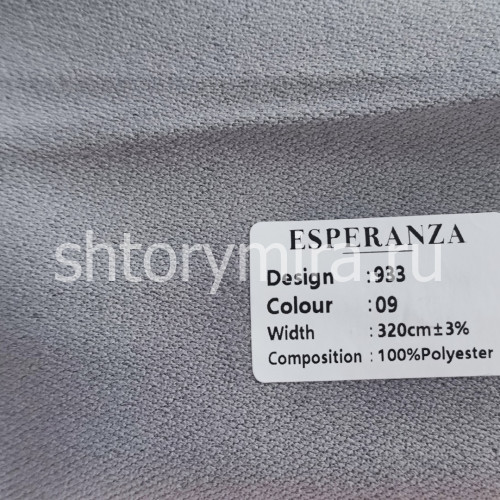 shtorymira.ru
ESPERANZA
Design :933
Colour :09
Width :320cm±3%
Composition :100%Polyester